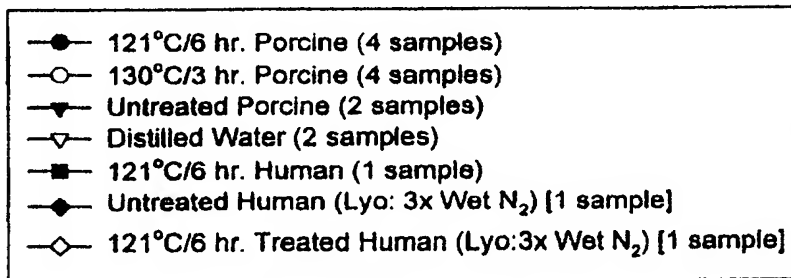 121°C/6 hr. Porcine (4 samples)
130°C/3 hr. Porcine (4 samples)
Untreated Porcine (2 samples)
Distilled Water (2 samples)
121°C/6 hr. Human (1 sample)
Untreated Human (Lyo: 3x Wet N₂) [1 sample]
121°C/6 hr. Treated Human (Lyo:3x Wet N₂) [1 sample]